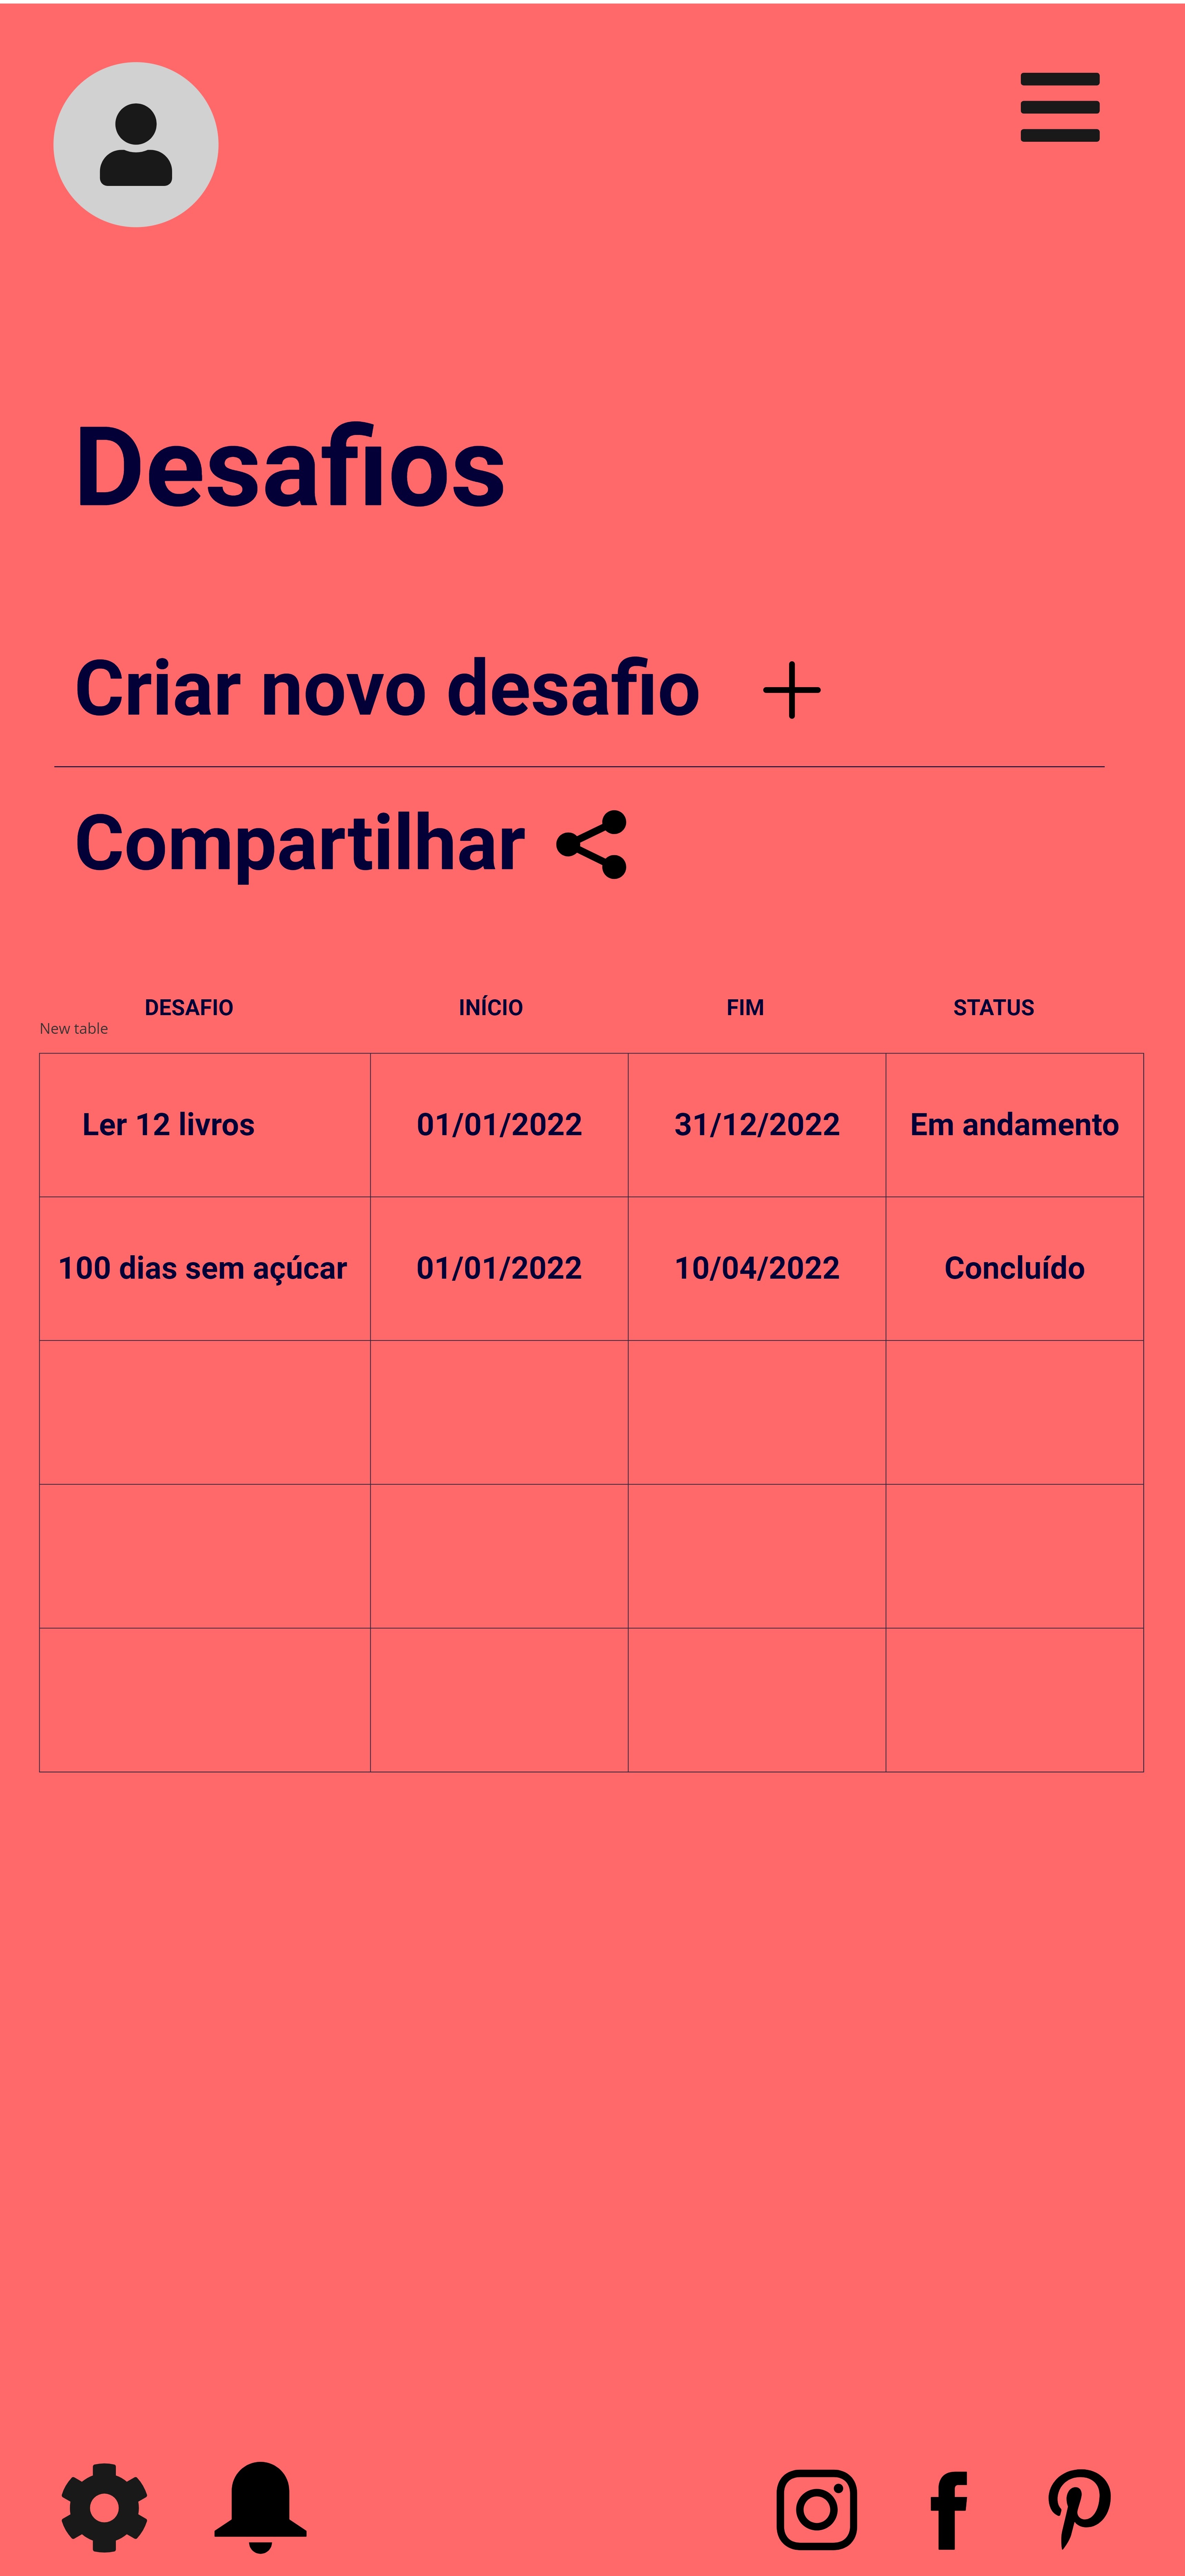 Desafios
Criar novo desafio
Compartilhar
DESAFIO INÍCIO FIM STATUS
New table
Ler 12 livros 01/01/2022 31/12/2022 Em andamento
100 dias sem açúcar 01/01/2022 10/04/2022 Concluído